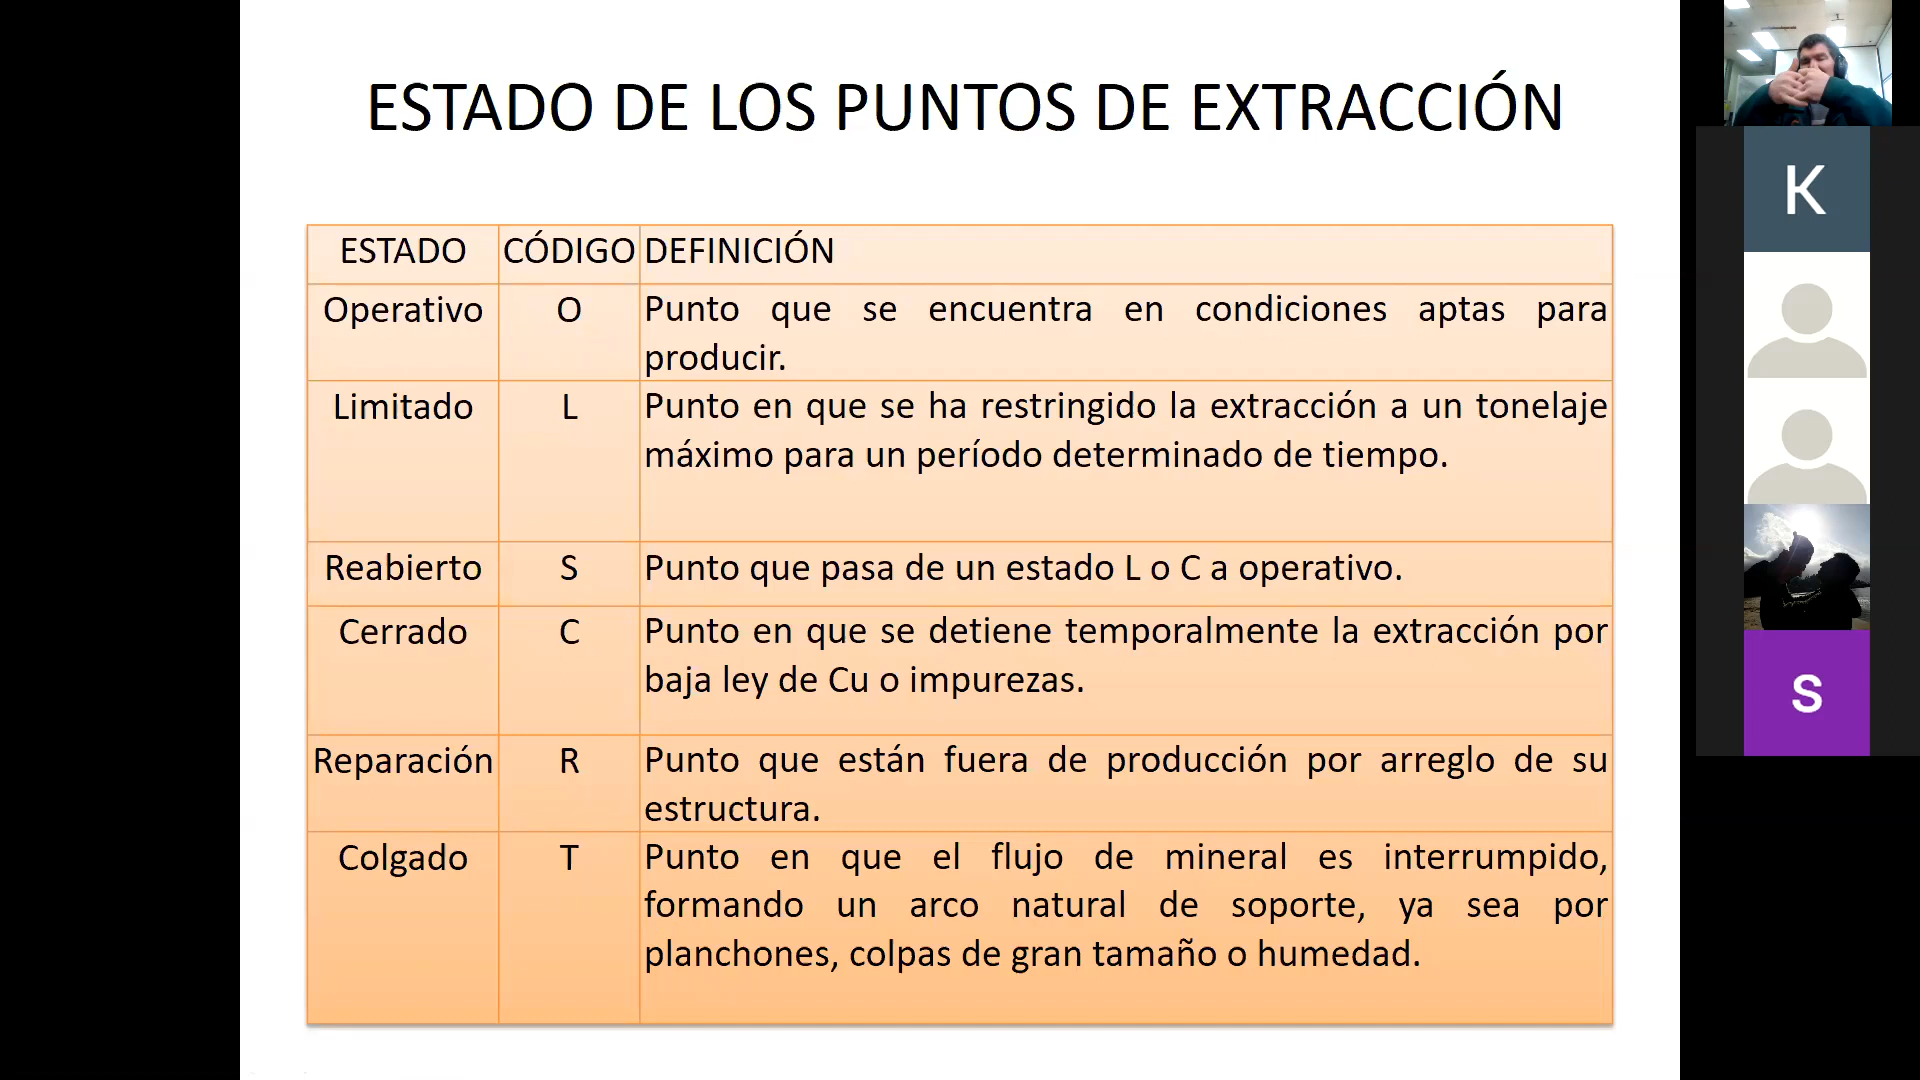 ESTADO DE LOS PUNTOS DE EXTRACCIÓN
ESTADO CÓDIGO DEFINICIÓN
Operativo O Punto que se encuentra en condiciones aptas para
producir.
Limitado L Punto en que se ha restringido la extracción a un tonelaje
máximo para un período determinado de tiempo.
Reabierto S Punto que pasa de un estado L o C a operativo.
Cerrado C Punto en que se detiene temporalmente la extracción por
baja ley de Cu o impurezas.
Reparación R Punto que están fuera de producción por arreglo de su
estructura.
Colgado T Punto en que el flujo de mineral es interrumpido,
formando un arco natural de soporte, ya sea por
planchones, colpas de gran tamaño o humedad.
K
S